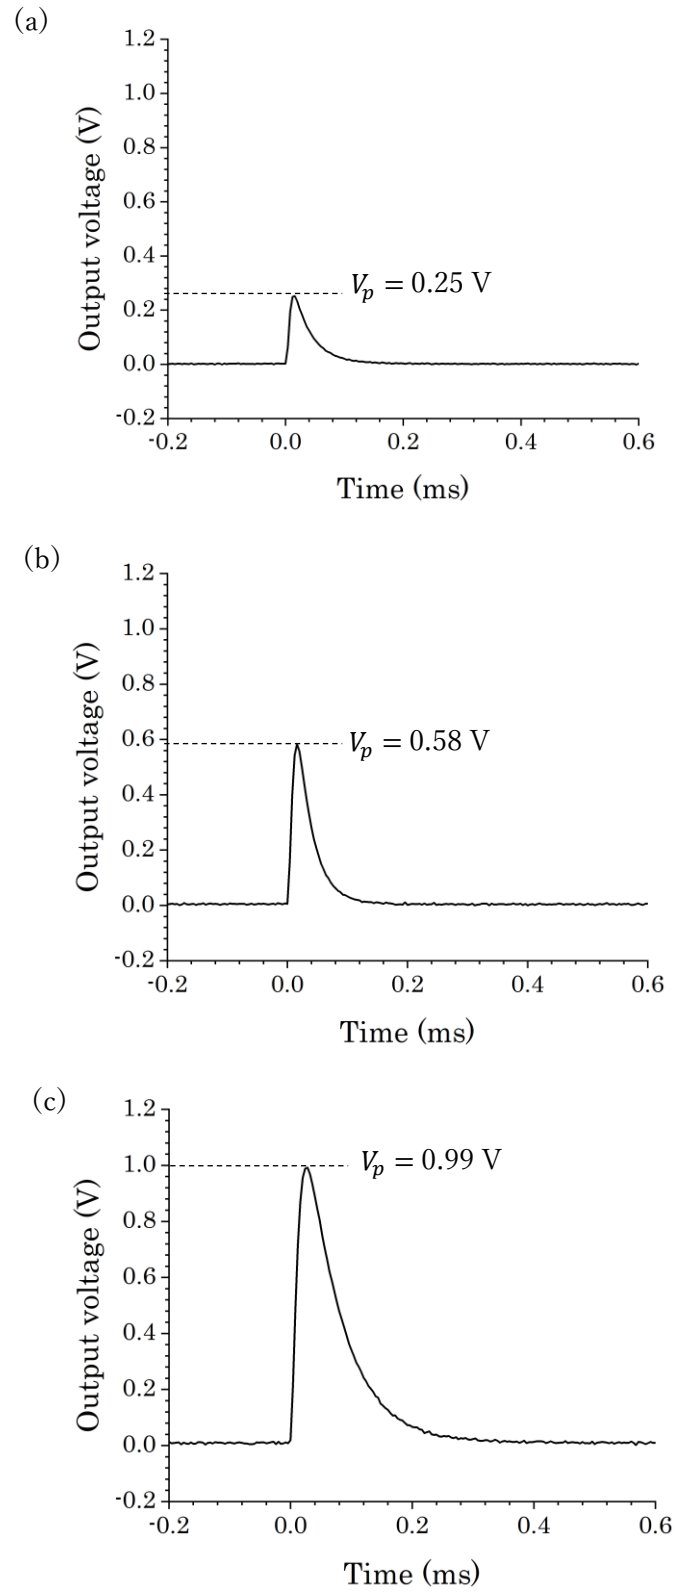 (a)
1.2
1.0
0.8
0.6
0.4
0.2
0.0
-0.2
Output voltage (V)
V_p = 0.25 V
-0.2 0.0 0.2 0.4 0.6
Time (ms)
(b)
1.2
1.0
0.8
0.6
0.4
0.2
0.0
-0.2
Output voltage (V)
V_p = 0.58 V
-0.2 0.0 0.2 0.4 0.6
Time (ms)
(c)
1.2
1.0
0.8
0.6
0.4
0.2
0.0
-0.2
Output voltage (V)
V_p = 0.99 V
-0.2 0.0 0.2 0.4 0.6
Time (ms)